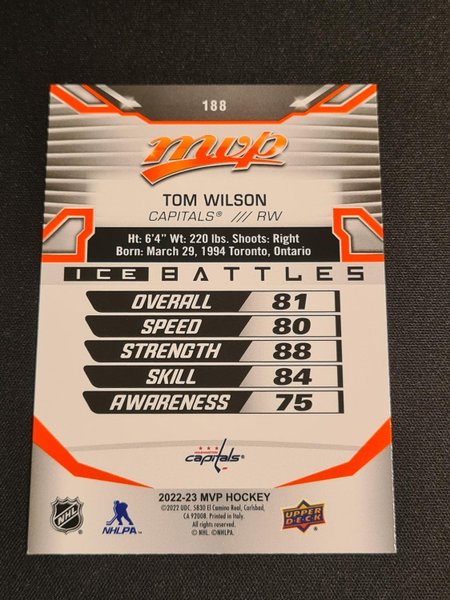 188
mvp
TOM WILSON
CAPITALS® /// RW
Ht: 6'4" Wt: 220 lbs. Shoots: Right
Born: March 29, 1994 Toronto, Ontario
ICE BATTLES
OVERALL 81
SPEED 80
STRENGTH 88
SKILL 84
AWARENESS 75
WASHINGTON
capitals®
2022-23 MVP HOCKEY
©2022 UDC. 5830 El Camino Real, Carlsbad,
CA 92008. Printed in Italy.
All rights reserved.
© NHL. ©NHLPA.
NHL
NHLPA
UPPER
DECK